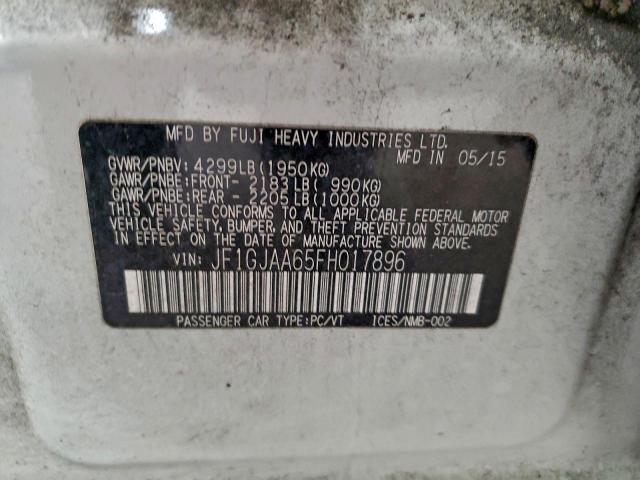 MFD BY FUJI HEAVY INDUSTRIES LTD.
MFD IN 05/15
GVWR/PNBV: 4299LB(1950KG)
GAWR/PNBE:FRONT- 2183LB( 990KG)
GAWR/PNBE:REAR - 2205LB(1000KG)
THIS VEHICLE CONFORMS TO ALL APPLICABLE FEDERAL MOTOR
VEHICLE SAFETY, BUMPER, AND THEFT PREVENTION STANDARDS
IN EFFECT ON THE DATE OF MANUFACTURE SHOWN ABOVE.
VIN: JF1GJAA65FH017896
PASSENGER CAR TYPE:PC/VT ICES/NMB-002